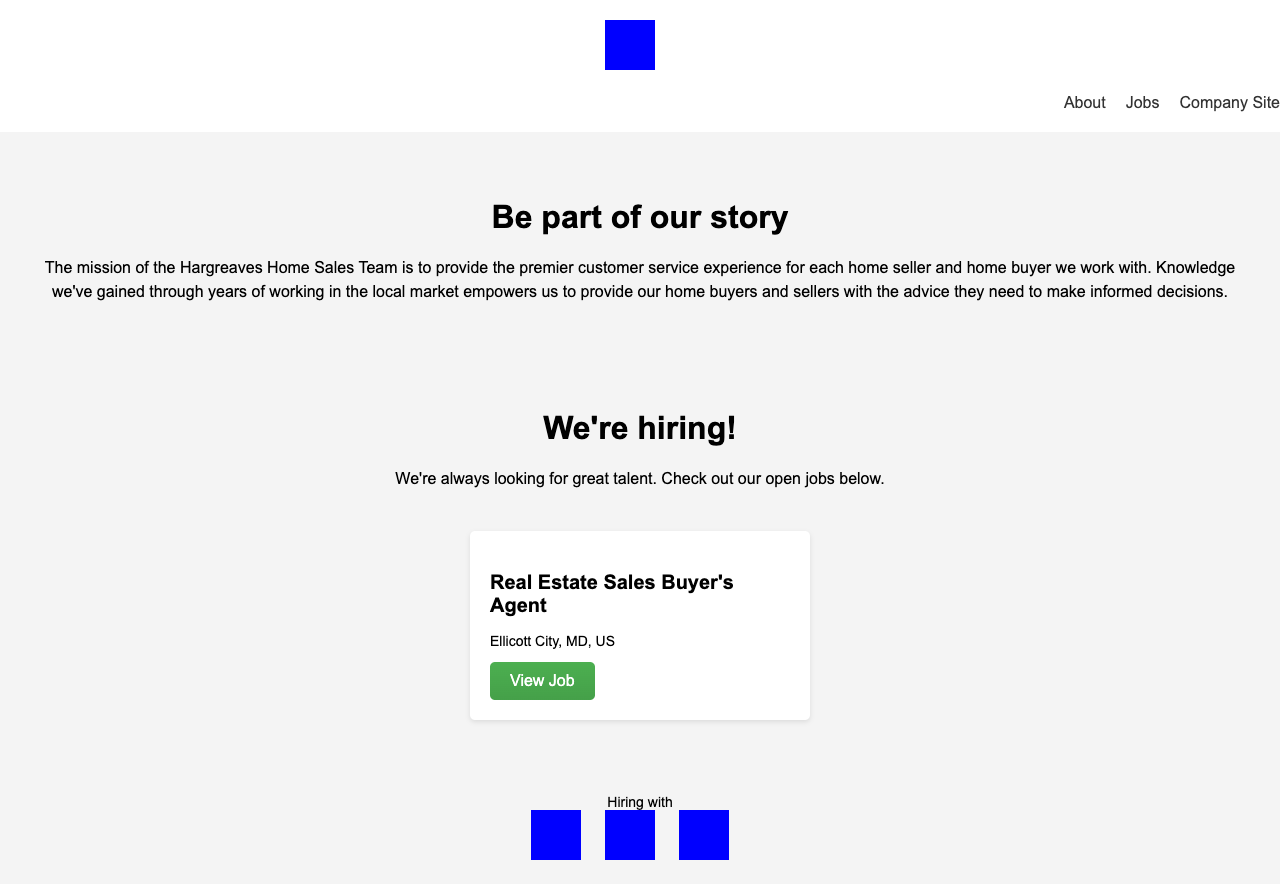 About Jobs Company Site
Be part of our story
The mission of the Hargreaves Home Sales Team is to provide the premier customer service experience for each home seller and home buyer we work with. Knowledge
we've gained through years of working in the local market empowers us to provide our home buyers and sellers with the advice they need to make informed decisions.
We're hiring!
We're always looking for great talent. Check out our open jobs below.
Real Estate Sales Buyer's
Agent
Ellicott City, MD, US
View Job
Hiring with